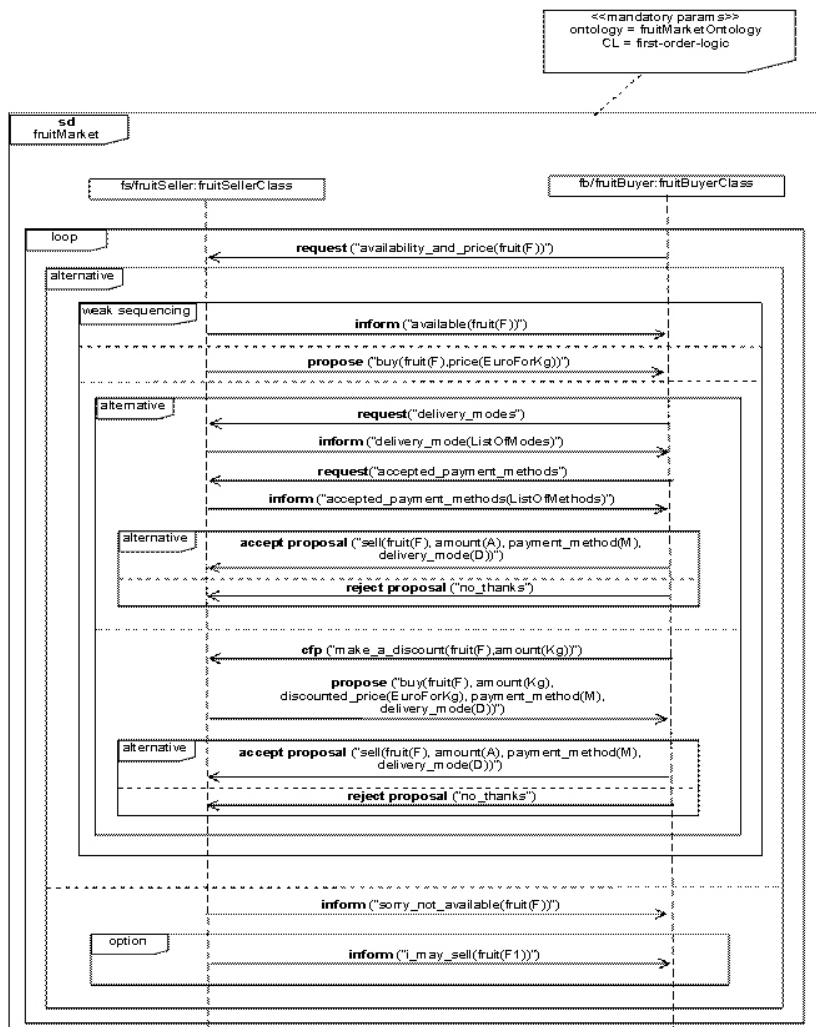 <<mandatory params>>
ontology = fruitMarketOntology
CL = first-order-logic
sd
fruitMarket
fs/fruitSeller:fruitSellerClass
fb/fruitBuyer:fruitBuyerClass
loop
request ("availability_and_price(fruit(F))")
alternative
weak sequencing
inform ("available(fruit(F))")
propose ("buy(fruit(F),price(EuroForKg))")
alternative
request("delivery_modes")
inform ("delivery_mode(ListOfModes)")
request("accepted_payment_methods")
inform ("accepted_payment_methods(ListOfMethods)")
alternative
accept proposal ("sell(fruit(F), amount(A), payment_method(M),
delivery_mode(D))")
reject proposal ("no_thanks")
cfp ("make_a_discount(fruit(F),amount(Kg))")
propose ("buy(fruit(F), amount(Kg),
discounted_price(EuroForKg), payment_method(M),
delivery_mode(D))")
alternative
accept proposal ("sell(fruit(F), amount(A), payment_method(M),
delivery_mode(D))")
reject proposal ("no_thanks")
inform ("sorry_not_available(fruit(F))")
option
inform ("i_may_sell(fruit(F1))")